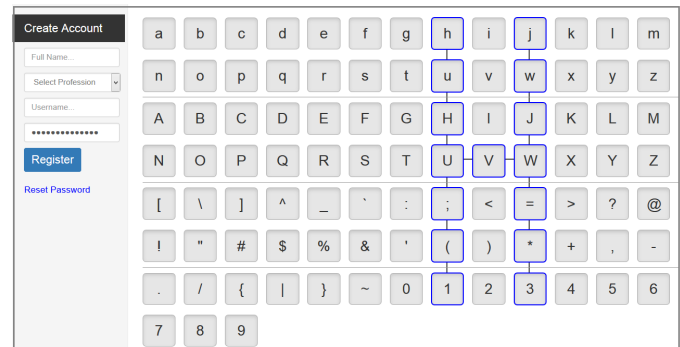 Create Account
Full Name...
Select Profession
Username...
••••••••••••••
Register
Reset Password
a b c d e f g h i j k l m
n o p q r s t u v w x y z
A B C D E F G H I J K L M
N O P Q R S T U V W X Y Z
[ \ ] ^ _ ` : ; < = > ? @
! " # $ % & ' ( ) * + , -
. / { | } ~ 0 1 2 3 4 5 6
7 8 9